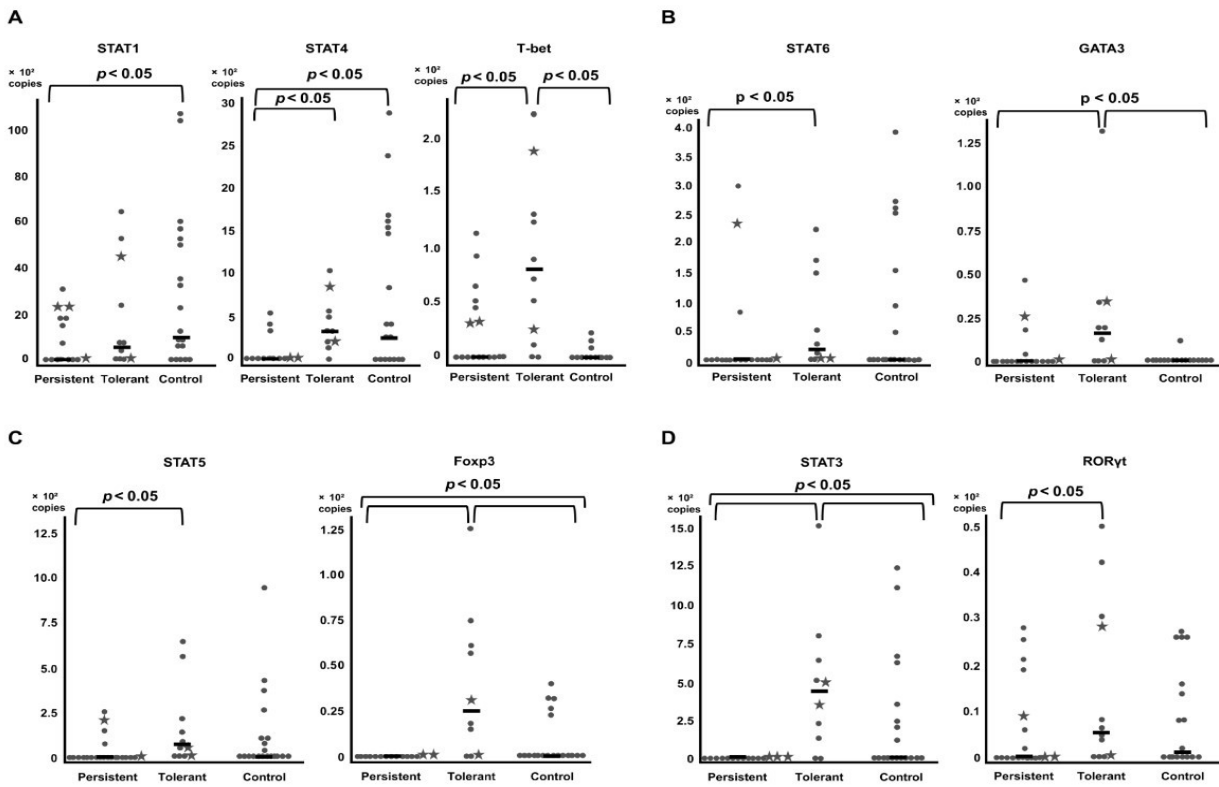 A
B
STAT1
STAT4
T-bet
STAT6
GATA3
× 10²
copies
p < 0.05
× 10²
copies
p < 0.05
p < 0.05
× 10²
copies
p < 0.05
p < 0.05
× 10²
copies
p < 0.05
× 10²
copies
p < 0.05
100
80
60
40
20
0
30
25
20
15
10
5
0
2.0
1.5
1.0
0.5
0
4.0
3.5
3.0
2.5
2.0
1.5
1.0
0.5
0
1.25
1.00
0.75
0.50
0.25
0
Persistent Tolerant Control
Persistent Tolerant Control
Persistent Tolerant Control
Persistent Tolerant Control
Persistent Tolerant Control
C
D
STAT5
Foxp3
STAT3
RORγt
× 10²
copies
p < 0.05
× 10²
copies
p < 0.05
× 10²
copies
p < 0.05
× 10²
copies
p < 0.05
12.5
10.0
7.5
5.0
2.5
0
1.25
1.00
0.75
0.50
0.25
0
15.0
12.5
10.0
7.5
5.0
2.5
0
0.5
0.4
0.3
0.2
0.1
0
Persistent Tolerant Control
Persistent Tolerant Control
Persistent Tolerant Control
Persistent Tolerant Control